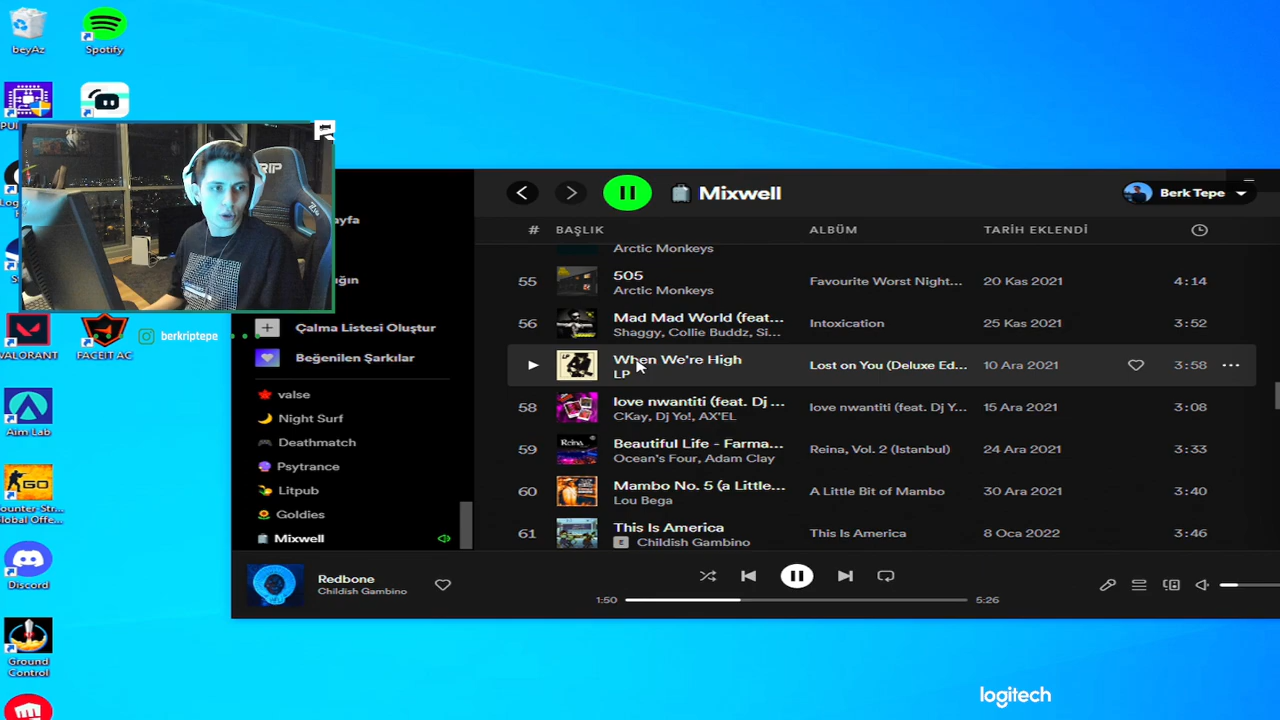 beyAz
Spotify
RIP
Mixwell
Berk Tepe
#
BAŞLIK
ALBÜM
TARİH EKLENDİ
Arctic Monkeys
55
505
Arctic Monkeys
Favourite Worst Night...
20 Kas 2021
4:14
56
Mad Mad World (feat....
Shaggy, Collie Buddz, Si...
Intoxication
25 Kas 2021
3:52
When We're High
LP
Lost on You (Deluxe Ed...
10 Ara 2021
3:58
58
love nwantiti (feat. Dj ...
CKay, Dj Yo!, AX'EL
love nwantiti (feat. Dj Y...
15 Ara 2021
3:08
59
Beautiful Life - Farma...
Ocean's Four, Adam Clay
Reina, Vol. 2 (Istanbul)
24 Ara 2021
3:33
60
Mambo No. 5 (a Little...
Lou Bega
A Little Bit of Mambo
30 Ara 2021
3:40
61
This Is America
E Childish Gambino
This Is America
8 Oca 2022
3:46
Çalma Listesi Oluştur
Beğenilen Şarkılar
valse
Night Surf
Deathmatch
Psytrance
Litpub
Goldies
Mixwell
berkriptepe
VALORANT
FACEIT AC
Aim Lab
GO
Counter-Str...
Global Offe...
Discord
Ground
Control
Redbone
Childish Gambino
1:50
5:26
logitech